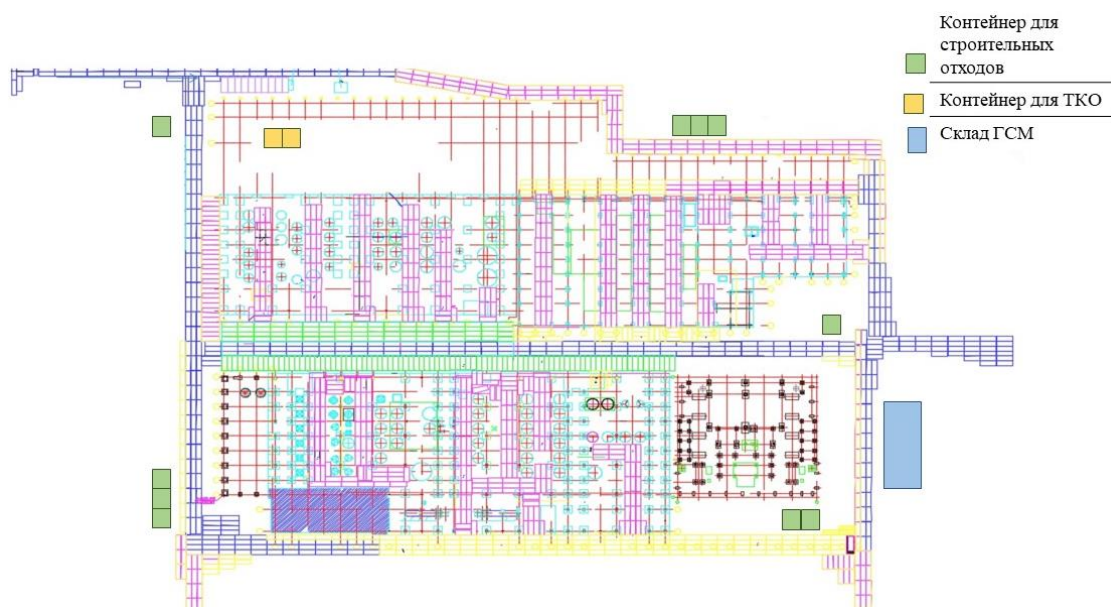 Контейнер для
строительных
отходов
Контейнер для ТКО
Склад ГСМ